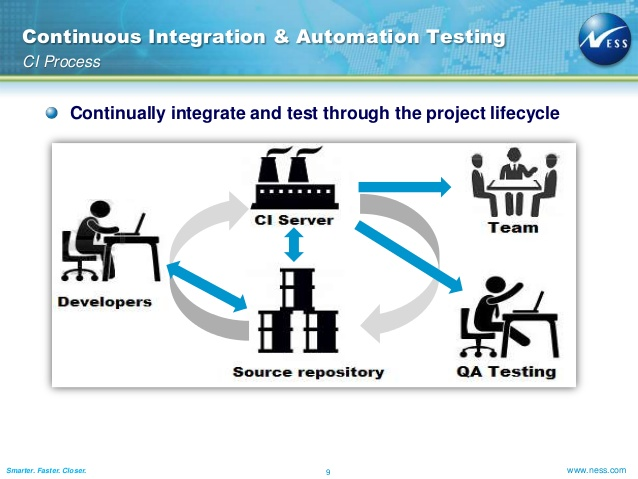 Continuous Integration & Automation Testing
CI Process
NESS
Continually integrate and test through the project lifecycle
CI Server
Team
Developers
Source repository
QA Testing
Smarter. Faster. Closer.
9
www.ness.com